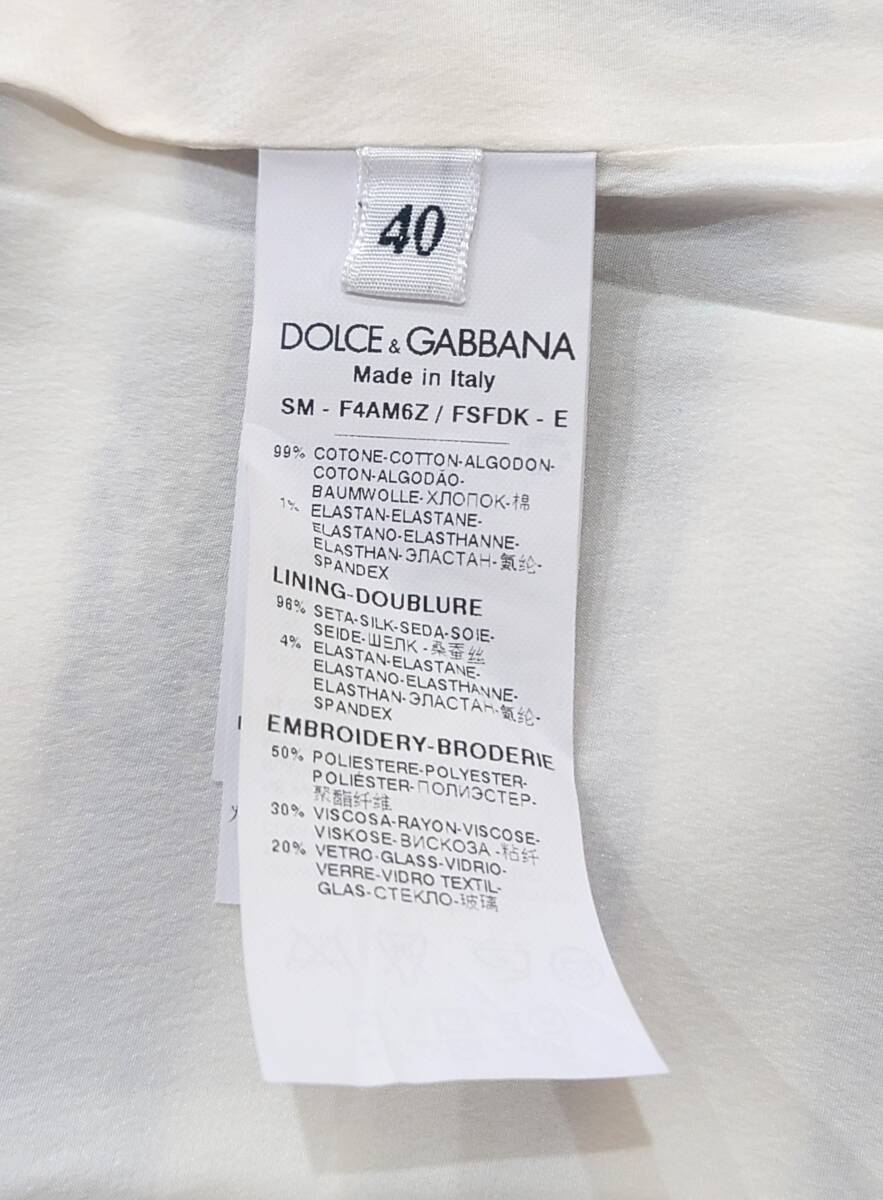 40
DOLCE & GABBANA
Made in Italy
SM - F4AM6Z / FSFDK - E
99% COTONE-COTTON-ALGODON-
COTON-ALGODÃO-
BAUMWOLLE-ХЛОПОК-棉
1% ELASTAN-ELASTANE-
ELASTANO-ELASTHANNE-
ELASTHAN-ЭЛАСТАН-氨纶-
SPANDEX
LINING-DOUBLURE
96% SETA-SILK-SEDA-SOIE-
SEIDE-ШЕЛК-桑蚕丝
4% ELASTAN-ELASTANE-
ELASTANO-ELASTHANNE-
ELASTHAN-ЭЛАСТАН-氨纶-
SPANDEX
EMBROIDERY-BRODERIE
50% POLIESTERE-POLYESTER-
POLIÉSTER-ПОЛИЭСТЕР-
聚酯纤维
30% VISCOSA-RAYON-VISCOSE-
VISKOSE-ВИСКОЗА-粘纤
20% VETRO-GLASS-VIDRIO-
VERRE-VIDRO TEXTIL-
GLAS-СТЕКЛО-玻璃